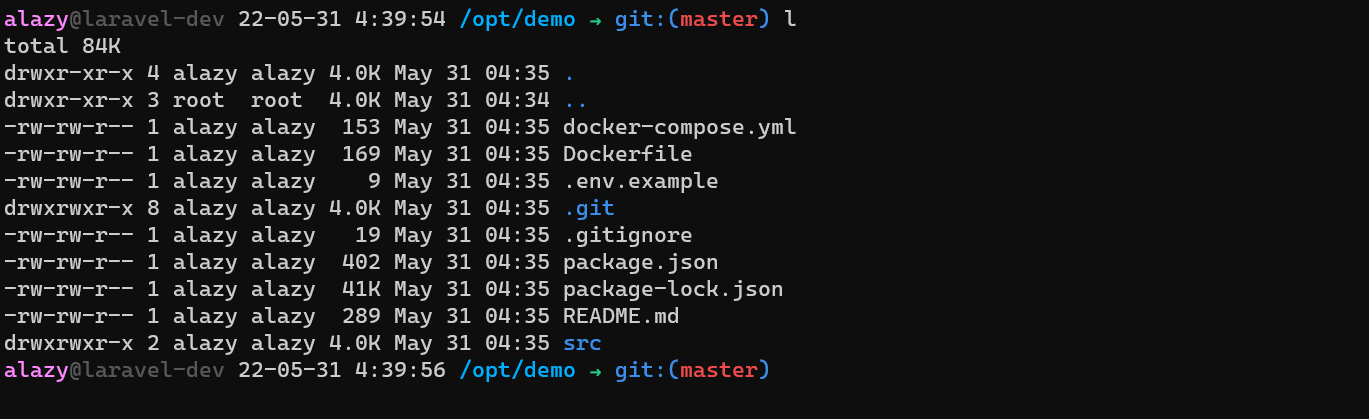 alazy@laravel-dev 22-05-31 4:39:54 /opt/demo → git:(master) l
total 84K
drwxr-xr-x 4 alazy alazy 4.0K May 31 04:35 .
drwxr-xr-x 3 root  root  4.0K May 31 04:34 ..
-rw-rw-r-- 1 alazy alazy  153 May 31 04:35 docker-compose.yml
-rw-rw-r-- 1 alazy alazy  169 May 31 04:35 Dockerfile
-rw-rw-r-- 1 alazy alazy    9 May 31 04:35 .env.example
drwxrwxr-x 8 alazy alazy 4.0K May 31 04:35 .git
-rw-rw-r-- 1 alazy alazy   19 May 31 04:35 .gitignore
-rw-rw-r-- 1 alazy alazy  402 May 31 04:35 package.json
-rw-rw-r-- 1 alazy alazy  41K May 31 04:35 package-lock.json
-rw-rw-r-- 1 alazy alazy  289 May 31 04:35 README.md
drwxrwxr-x 2 alazy alazy 4.0K May 31 04:35 src
alazy@laravel-dev 22-05-31 4:39:56 /opt/demo → git:(master)